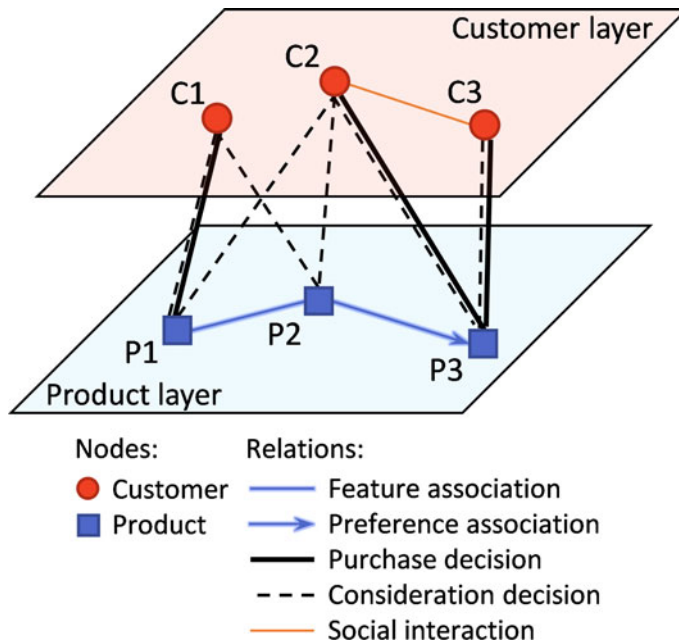 Customer layer
C1
C2
C3
P1
P2
P3
Product layer
Nodes:
Customer
Product
Relations:
Feature association
Preference association
Purchase decision
Consideration decision
Social interaction